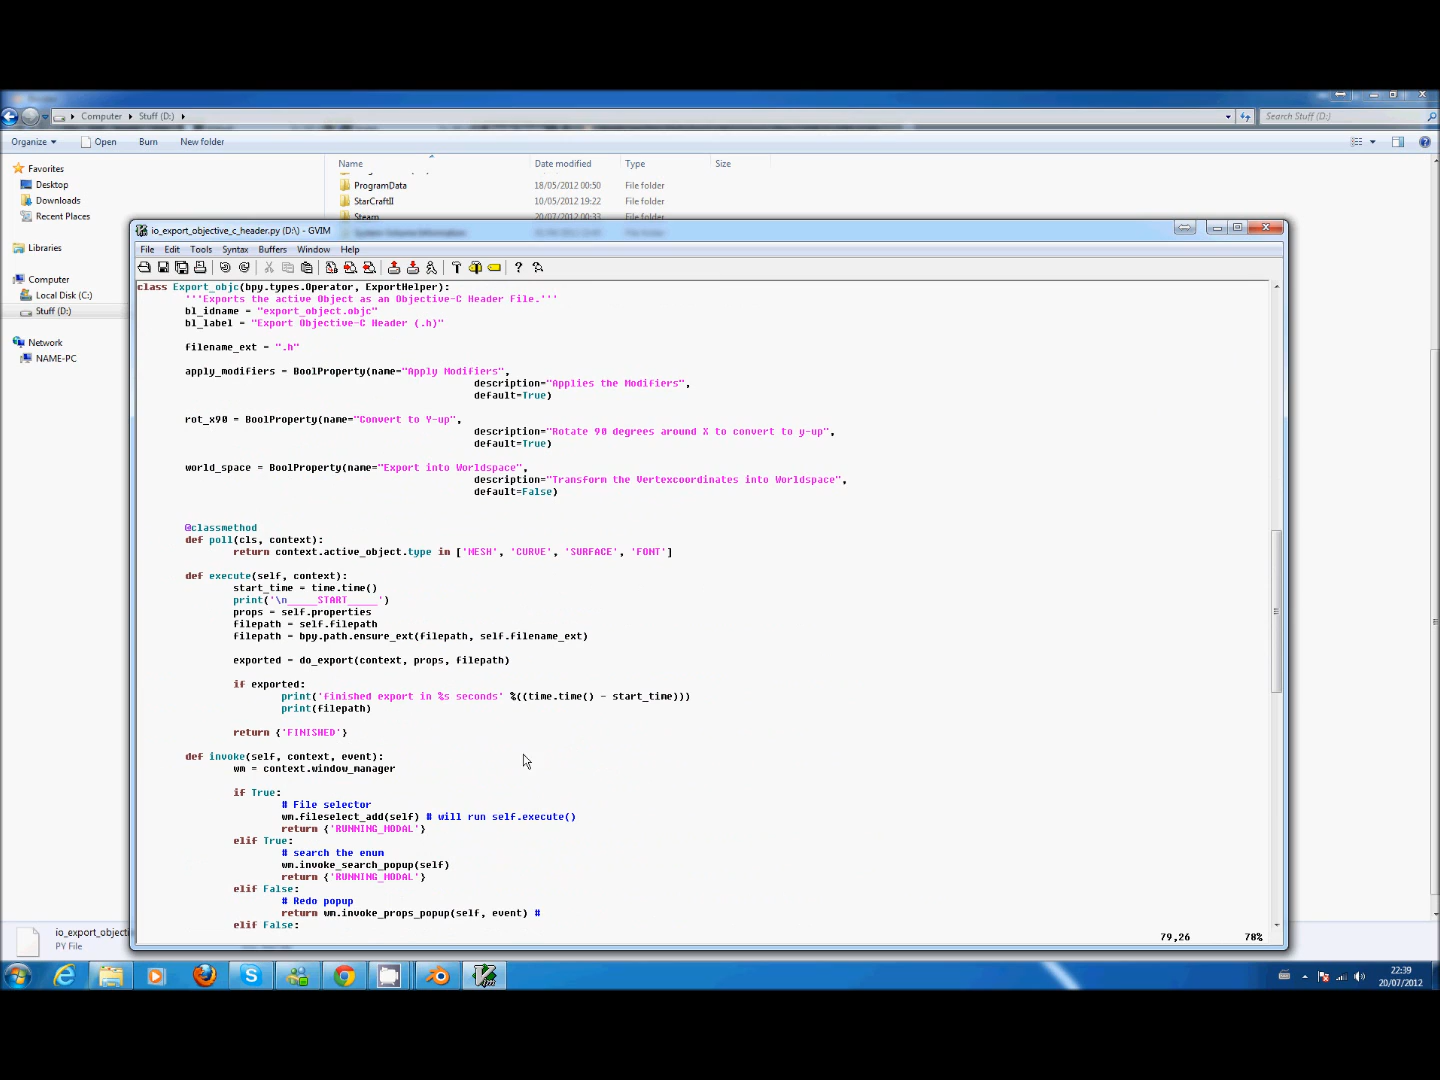 Computer
Stuff (D:)
Search Stuff (D:)
Organize
Open
Burn
New folder
Favorites
Desktop
Downloads
Recent Places
Libraries
Computer
Local Disk (C:)
Stuff (D:)
Network
NAME-PC
Name
Date modified
Type
Size
ProgramData
18/05/2012 00:50
File folder
StarCraftII
10/05/2012 19:22
File folder
Steam
20/07/2012 00:33
File folder
io_export_objective_c_header.py (D:\) - GVIM
File Edit Tools Syntax Buffers Window Help
class Export_objc(bpy.types.Operator, ExportHelper):
'''Exports the active Object as an Objective-C Header File.'''
bl_idname = "export_object.objc"
bl_label = "Export Objective-C Header (.h)"
filename_ext = ".h"
apply_modifiers = BoolProperty(name="Apply Modifiers",
description="Applies the Modifiers",
default=True)
rot_x90 = BoolProperty(name="Convert to Y-up",
description="Rotate 90 degrees around X to convert to y-up",
default=True)
world_space = BoolProperty(name="Export into Worldspace",
description="Transform the Vertexcoordinates into Worldspace",
default=False)
@classmethod
def poll(cls, context):
return context.active_object.type in ['MESH', 'CURVE', 'SURFACE', 'FONT']
def execute(self, context):
start_time = time.time()
print('\n_____START_____')
props = self.properties
filepath = self.filepath
filepath = bpy.path.ensure_ext(filepath, self.filename_ext)
exported = do_export(context, props, filepath)
if exported:
print('finished export in %s seconds' %((time.time() - start_time)))
print(filepath)
return {'FINISHED'}
def invoke(self, context, event):
wm = context.window_manager
if True:
# File selector
wm.fileselect_add(self) # will run self.execute()
return {'RUNNING_MODAL'}
elif True:
# search the enum
wm.invoke_search_popup(self)
return {'RUNNING_MODAL'}
elif False:
# Redo popup
return wm.invoke_props_popup(self, event) #
elif False:
79,26
78%
io_export_objecti
PY File
22:39
20/07/2012